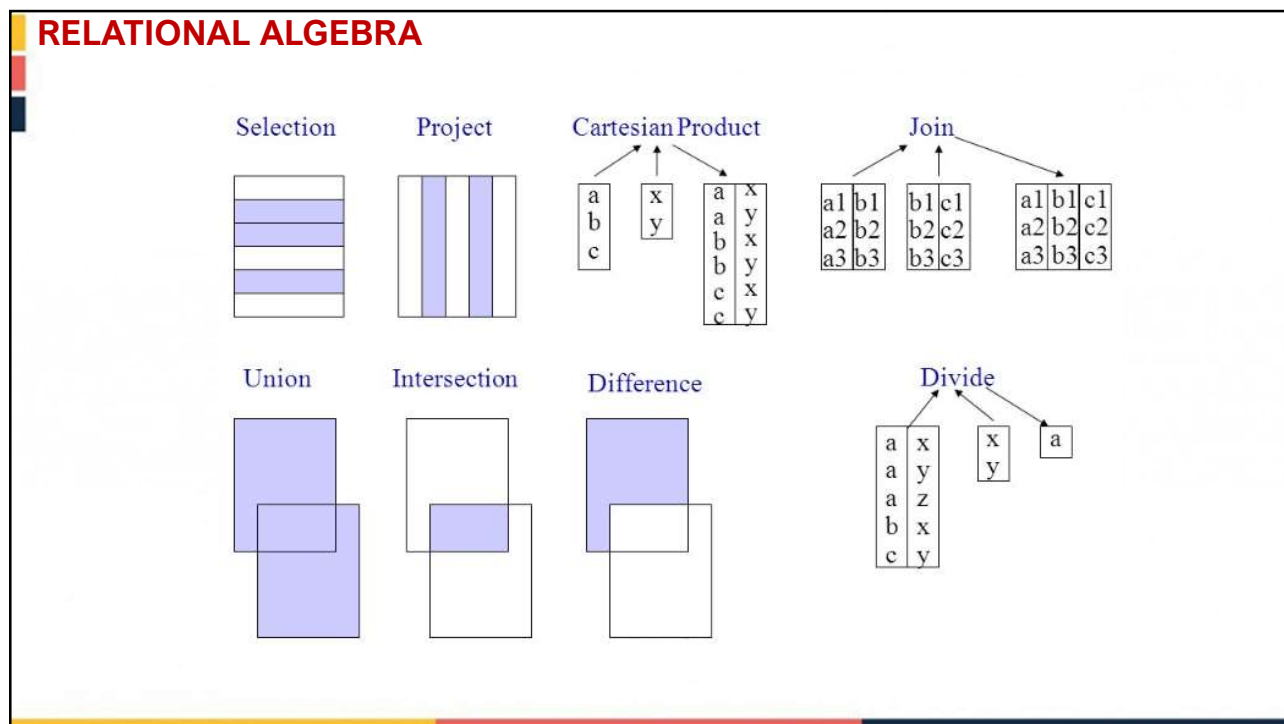 RELATIONAL ALGEBRA
Selection
Project
Cartesian Product
a
b
c
x
y
a x
a y
b x
b y
c x
c y
Join
a1 b1
a2 b2
a3 b3
b1 c1
b2 c2
b3 c3
a1 b1 c1
a2 b2 c2
a3 b3 c3
Union
Intersection
Difference
Divide
a x
a y
a z
b x
c y
x
y
a